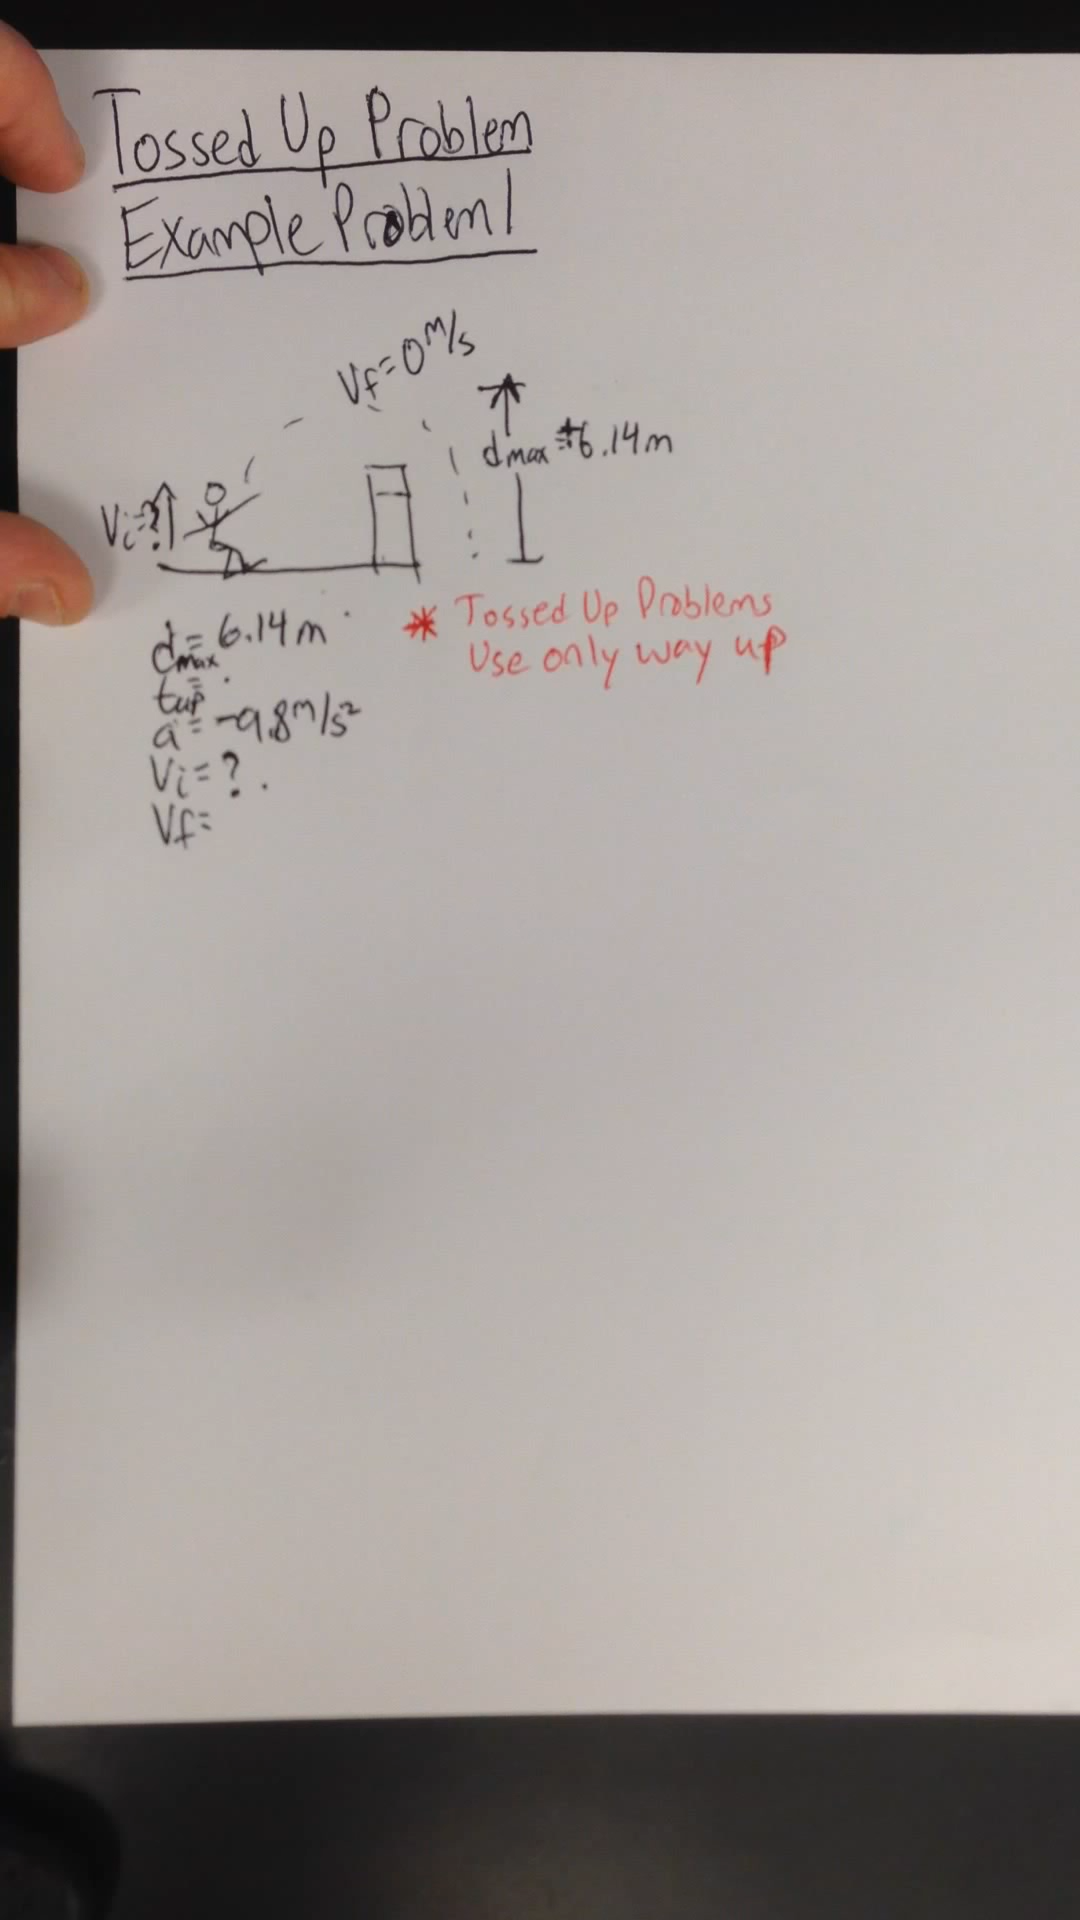 Tossed Up Problem
Example Problem 1
Vf=0 m/s
dmax=+6.14m
Vi=?
* Tossed Up Problems
Use only way up
dmax=6.14m
tup=
a=-9.8 m/s²
Vi=?
Vf=